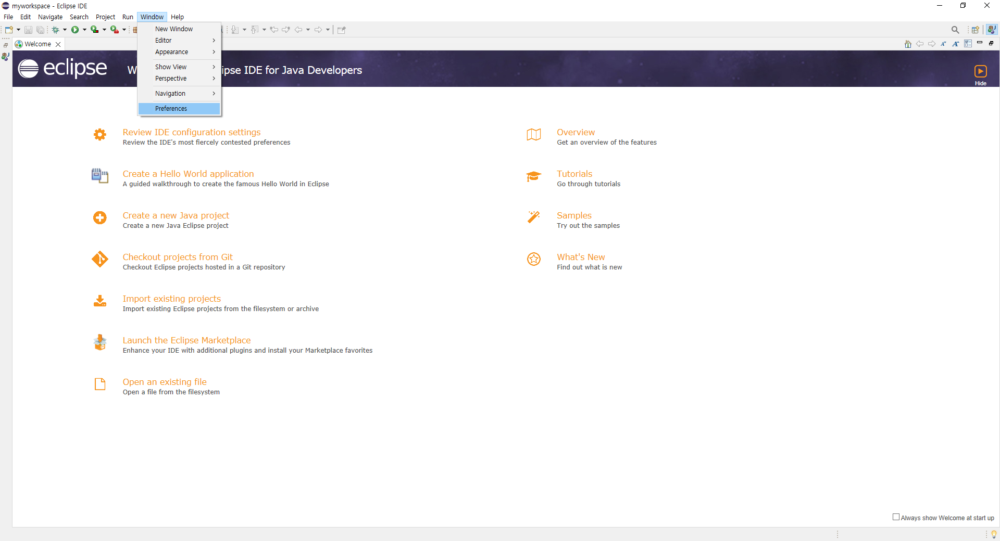 myworkspace - Eclipse IDE
File Edit Navigate Search Project Run Window Help
New Window
Editor
Appearance
Show View
Perspective
Navigation
Preferences
Welcome
eclipse
W ipse IDE for Java Developers
Hide
Review IDE configuration settings
Review the IDE's most fiercely contested preferences
Create a Hello World application
A guided walkthrough to create the famous Hello World in Eclipse
Create a new Java project
Create a new Java Eclipse project
Checkout projects from Git
Checkout Eclipse projects hosted in a Git repository
Import existing projects
Import existing Eclipse projects from the filesystem or archive
Launch the Eclipse Marketplace
Enhance your IDE with additional plugins and install your Marketplace favorites
Open an existing file
Open a file from the filesystem
Overview
Get an overview of the features
Tutorials
Go through tutorials
Samples
Try out the samples
What's New
Find out what is new
Always show Welcome at start up